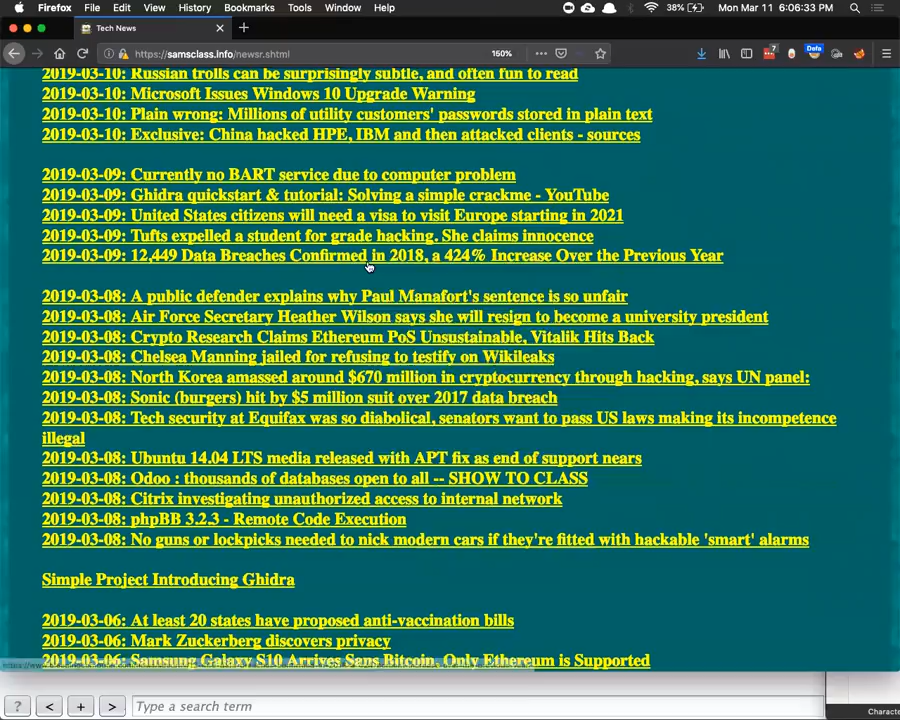 Firefox File Edit View History Bookmarks Tools Window Help 38% Mon Mar 11 6:06:33 PM
Tech News
https://samsclass.info/newsr.shtml 150% 7 Defa
2019-03-10: Russian trolls can be surprisingly subtle, and often fun to read
2019-03-10: Microsoft Issues Windows 10 Upgrade Warning
2019-03-10: Plain wrong: Millions of utility customers' passwords stored in plain text
2019-03-10: Exclusive: China hacked HPE, IBM and then attacked clients - sources
2019-03-09: Currently no BART service due to computer problem
2019-03-09: Ghidra quickstart & tutorial: Solving a simple crackme - YouTube
2019-03-09: United States citizens will need a visa to visit Europe starting in 2021
2019-03-09: Tufts expelled a student for grade hacking. She claims innocence
2019-03-09: 12,449 Data Breaches Confirmed in 2018, a 424% Increase Over the Previous Year
2019-03-08: A public defender explains why Paul Manafort's sentence is so unfair
2019-03-08: Air Force Secretary Heather Wilson says she will resign to become a university president
2019-03-08: Crypto Research Claims Ethereum PoS Unsustainable, Vitalik Hits Back
2019-03-08: Chelsea Manning jailed for refusing to testify on Wikileaks
2019-03-08: North Korea amassed around $670 million in cryptocurrency through hacking, says UN panel:
2019-03-08: Sonic (burgers) hit by $5 million suit over 2017 data breach
2019-03-08: Tech security at Equifax was so diabolical, senators want to pass US laws making its incompetence
illegal
2019-03-08: Ubuntu 14.04 LTS media released with APT fix as end of support nears
2019-03-08: Odoo : thousands of databases open to all -- SHOW TO CLASS
2019-03-08: Citrix investigating unauthorized access to internal network
2019-03-08: phpBB 3.2.3 - Remote Code Execution
2019-03-08: No guns or lockpicks needed to nick modern cars if they're fitted with hackable 'smart' alarms
Simple Project Introducing Ghidra
2019-03-06: At least 20 states have proposed anti-vaccination bills
2019-03-06: Mark Zuckerberg discovers privacy
2019-03-06: Samsung Galaxy S10 Arrives Sans Bitcoin, Only Ethereum is Supported
? < + > Type a search term
Characte